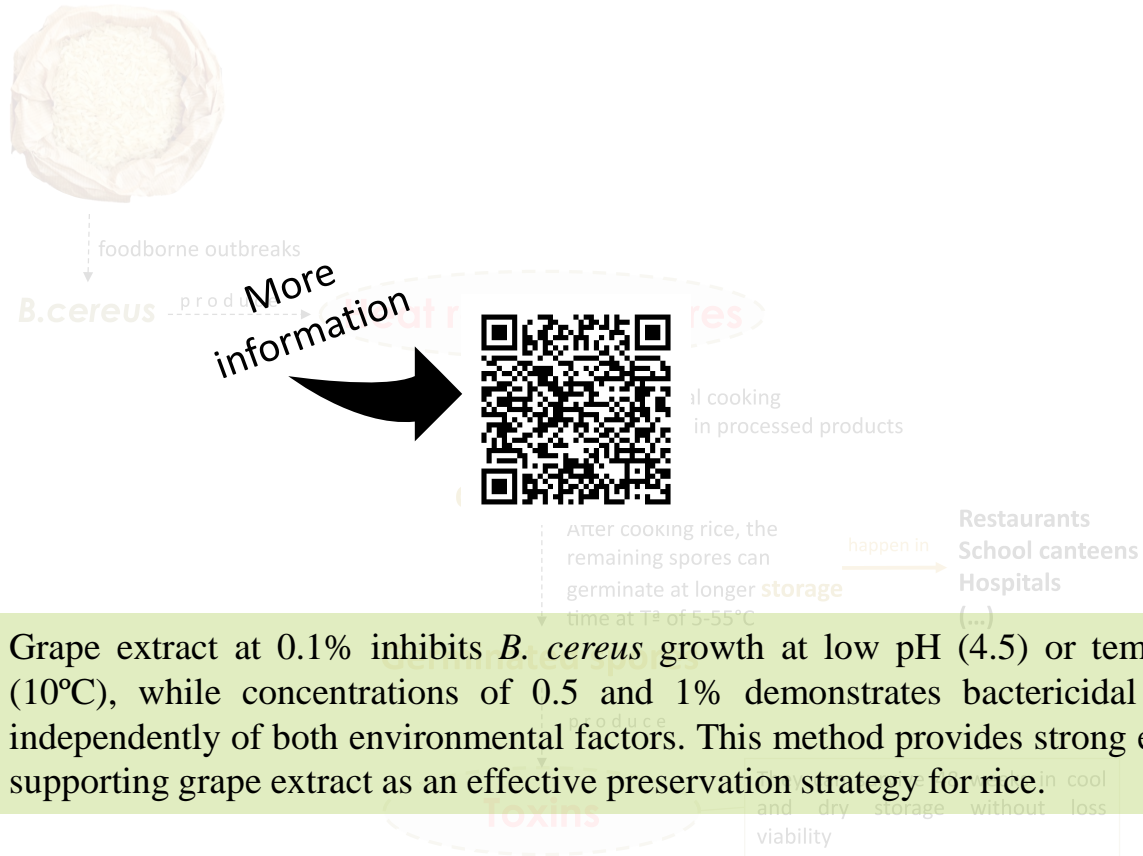 foodborne outbreaks
More
information
B.cereus
produce
al cooking
in processed products
After cooking rice, the
remaining spores can
germinate at longer storage
time at Tª of 5-55°C
happen in
Restaurants
School canteens
Hospitals
(...)
Grape extract at 0.1% inhibits B. cereus growth at low pH (4.5) or tem
(10ºC), while concentrations of 0.5 and 1% demonstrates bactericidal
independently of both environmental factors. This method provides strong e
supporting grape extract as an effective preservation strategy for rice.
Germinated spores
produce
Toxins
in cool
and dry storage without loss
viability